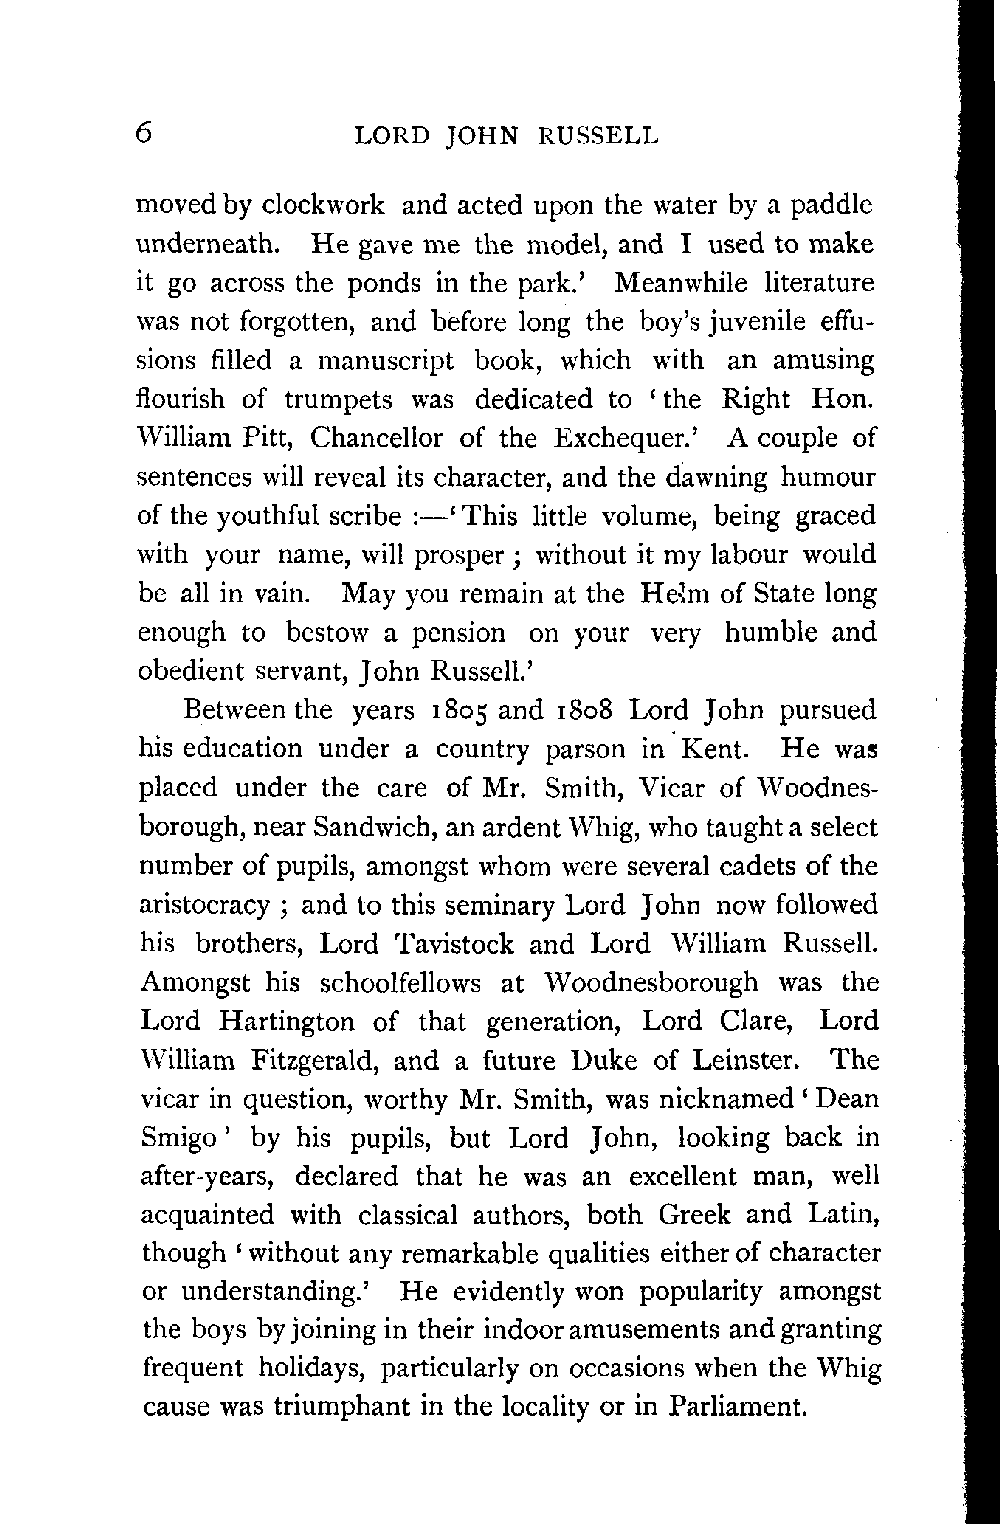 6 LORD JOHN RUSSELL
moved by clockwork and acted upon the water by a paddle
underneath. He gave me the model, and I used to make
it go across the ponds in the park.’ Meanwhile literature
was not forgotten, and before long the boy’s juvenile effu-
sions filled a manuscript book, which with an amusing
flourish of trumpets was dedicated to ‘the Right Hon.
William Pitt, Chancellor of the Exchequer.’ A couple of
sentences will reveal its character, and the dawning humour
of the youthful scribe :—‘This little volume, being graced
with your name, will prosper ; without it my labour would
be all in vain. May you remain at the Helm of State long
enough to bestow a pension on your very humble and
obedient servant, John Russell.’
Between the years 1805 and 1808 Lord John pursued
his education under a country parson in Kent. He was
placed under the care of Mr. Smith, Vicar of Woodnes-
borough, near Sandwich, an ardent Whig, who taught a select
number of pupils, amongst whom were several cadets of the
aristocracy ; and to this seminary Lord John now followed
his brothers, Lord Tavistock and Lord William Russell.
Amongst his schoolfellows at Woodnesborough was the
Lord Hartington of that generation, Lord Clare, Lord
William Fitzgerald, and a future Duke of Leinster. The
vicar in question, worthy Mr. Smith, was nicknamed ‘Dean
Smigo’ by his pupils, but Lord John, looking back in
after-years, declared that he was an excellent man, well
acquainted with classical authors, both Greek and Latin,
though ‘without any remarkable qualities either of character
or understanding.’ He evidently won popularity amongst
the boys by joining in their indoor amusements and granting
frequent holidays, particularly on occasions when the Whig
cause was triumphant in the locality or in Parliament.